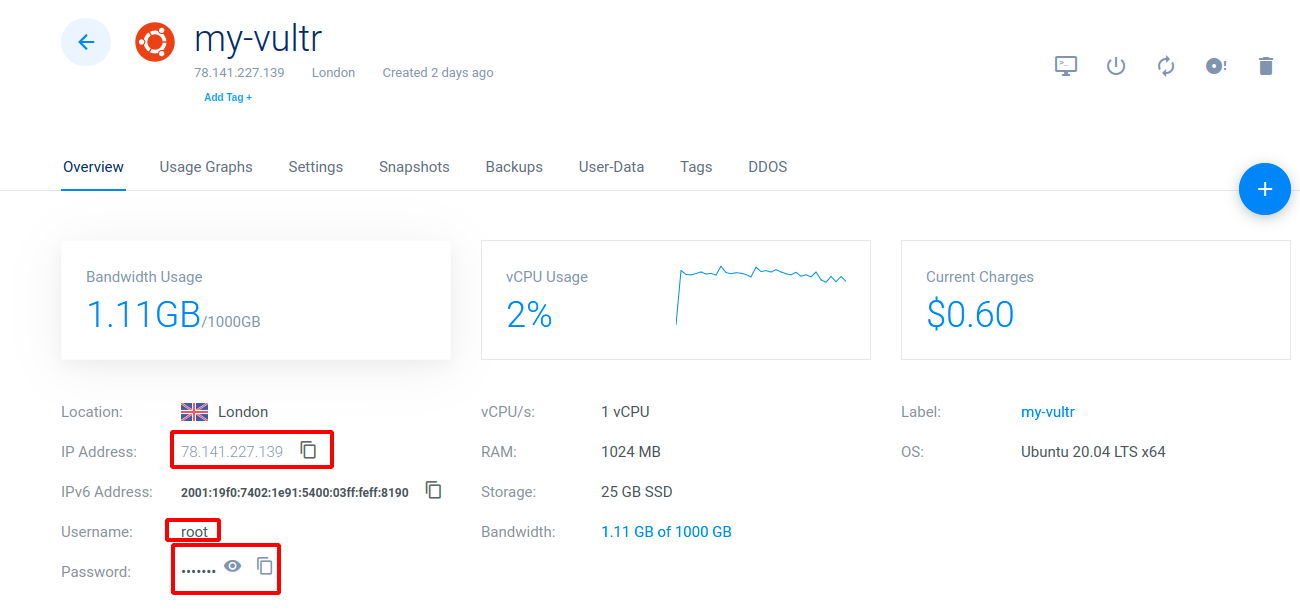 my-vultr
78.141.227.139 London Created 2 days ago
Add Tag +
Overview Usage Graphs Settings Snapshots Backups User-Data Tags DDOS
+
Bandwidth Usage
1.11GB/1000GB
vCPU Usage
2%
Current Charges
$0.60
Location: London
IP Address: 78.141.227.139
IPv6 Address: 2001:19f0:7402:1e91:5400:03ff:feff:8190
Username: root
Password: •••••••
vCPU/s: 1 vCPU
RAM: 1024 MB
Storage: 25 GB SSD
Bandwidth: 1.11 GB of 1000 GB
Label: my-vultr
OS: Ubuntu 20.04 LTS x64